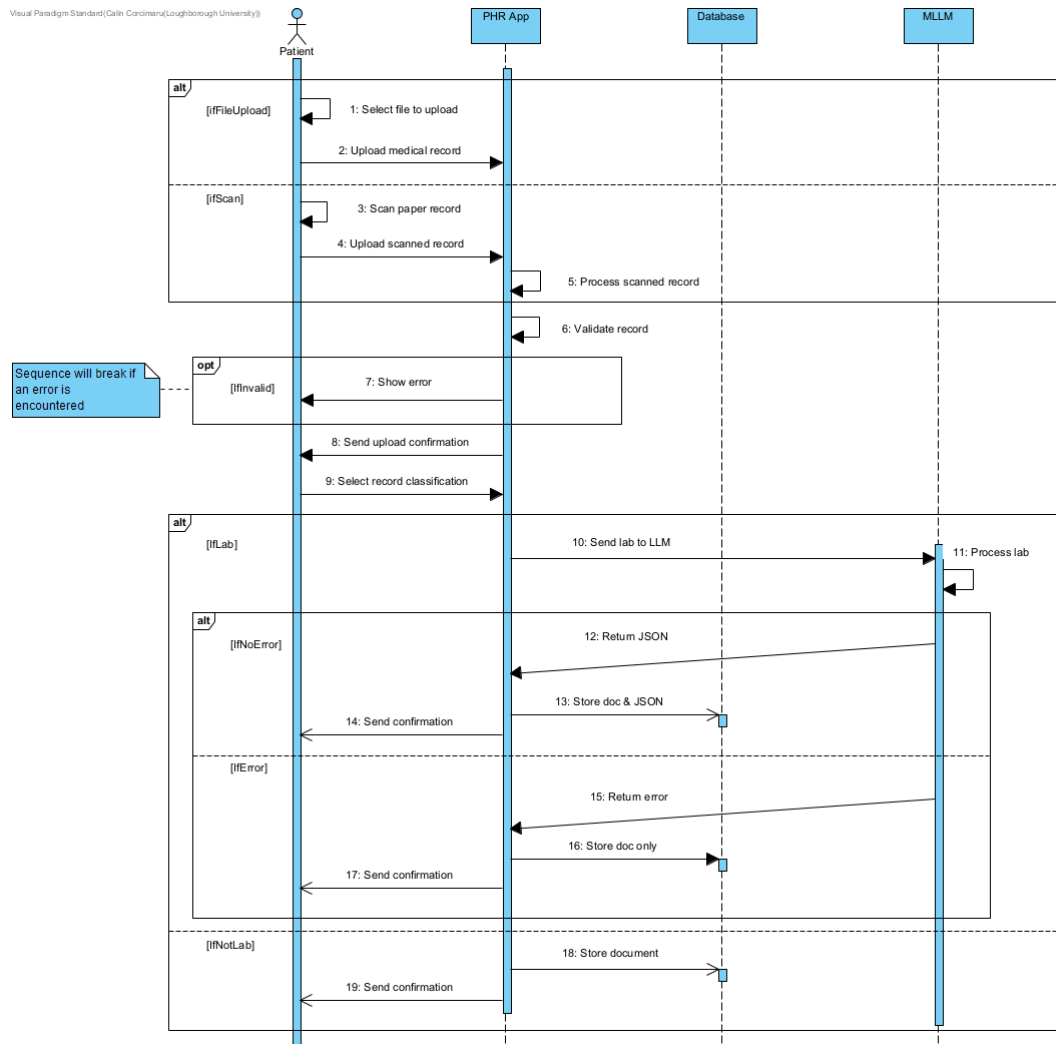 Visual Paradigm Standard(Calin Corcimaru(Loughborough University))
Patient
PHR App
Database
MLLM
alt
[ifFileUpload]
1: Select file to upload
2: Upload medical record
[ifScan]
3: Scan paper record
4: Upload scanned record
5: Process scanned record
6: Validate record
Sequence will break if
an error is
encountered
opt
[IfInvalid]
7: Show error
8: Send upload confirmation
9: Select record classification
alt
[IfLab]
10: Send lab to LLM
11: Process lab
alt
[IfNoError]
12: Return JSON
13: Store doc & JSON
14: Send confirmation
[IfError]
15: Return error
16: Store doc only
17: Send confirmation
[IfNotLab]
18: Store document
19: Send confirmation